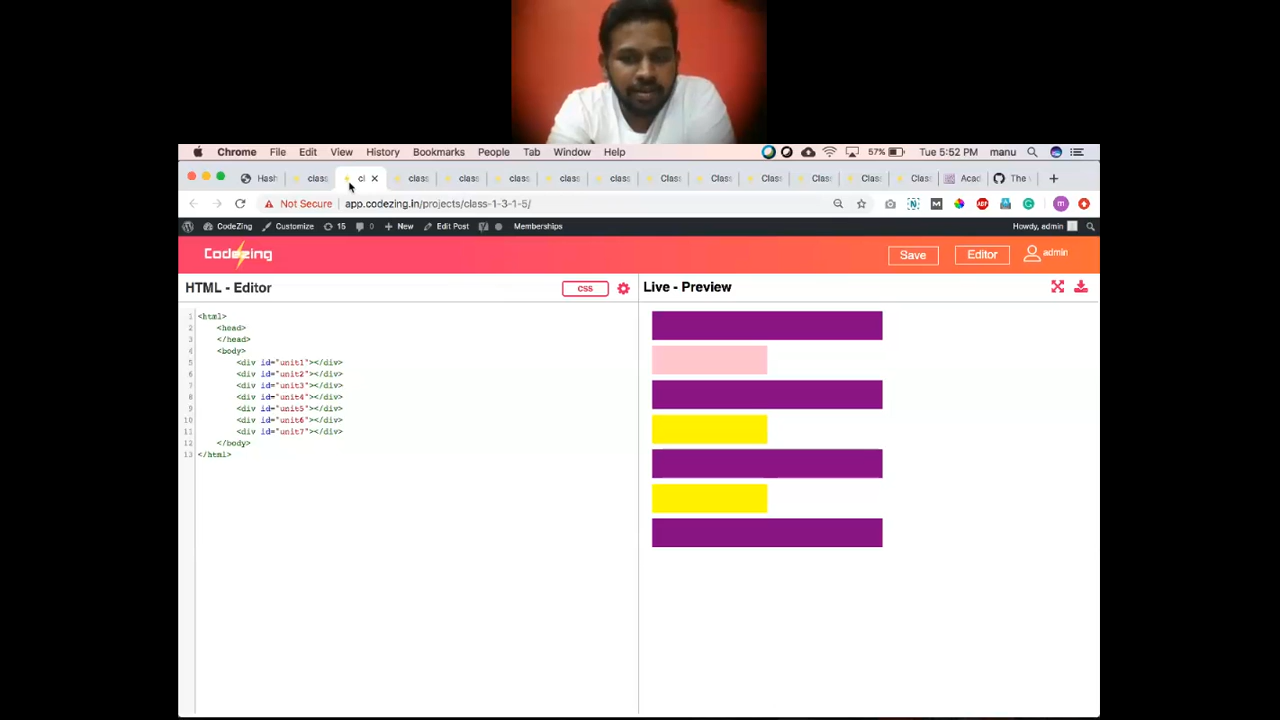 Chrome File Edit View History Bookmarks People Tab Window Help 57% Tue 5:52 PM manu
Hash class cl class class class class class Class Class Class Class Class Class Acad The
Not Secure app.codezing.in/projects/class-1-3-1-5/
CodeZing Customize 15 0 New Edit Post Memberships Howdy, admin
Codezing Save Editor admin
HTML - Editor css Live - Preview
1 <html>
2 <head>
3 </head>
4 <body>
5 <div id="unit1"></div>
6 <div id="unit2"></div>
7 <div id="unit3"></div>
8 <div id="unit4"></div>
9 <div id="unit5"></div>
10 <div id="unit6"></div>
11 <div id="unit7"></div>
12 </body>
13 </html>